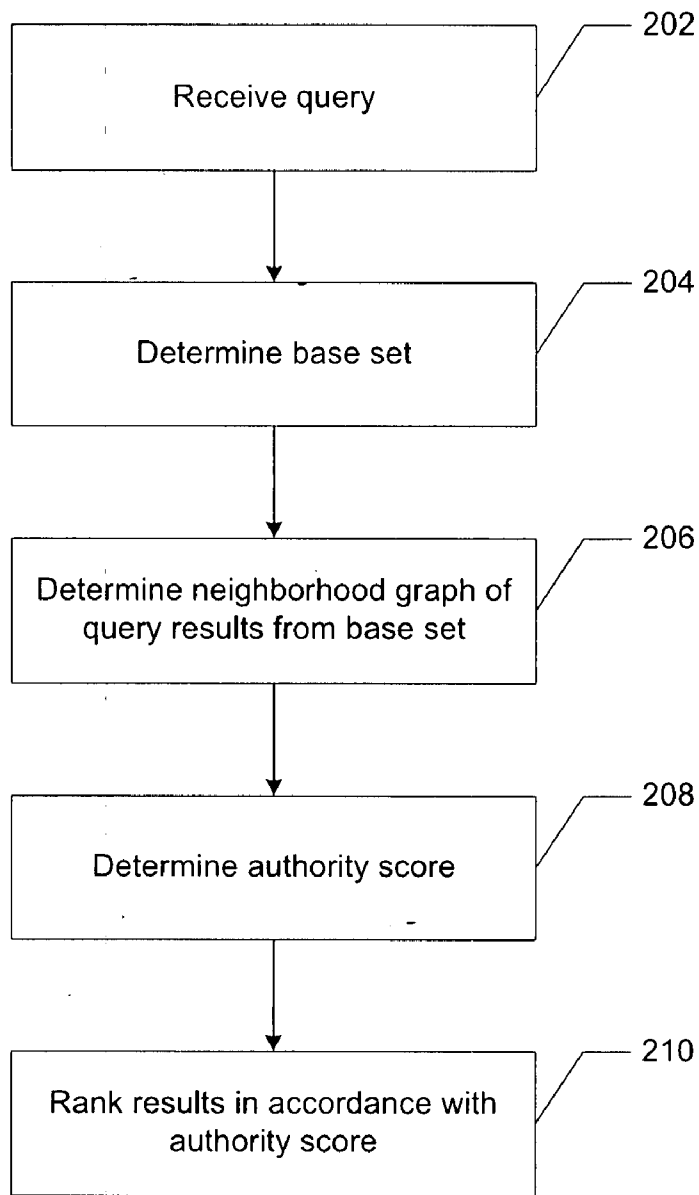 202
Receive query
204
Determine base set
206
Determine neighborhood graph of
query results from base set
208
Determine authority score
210
Rank results in accordance with
authority score